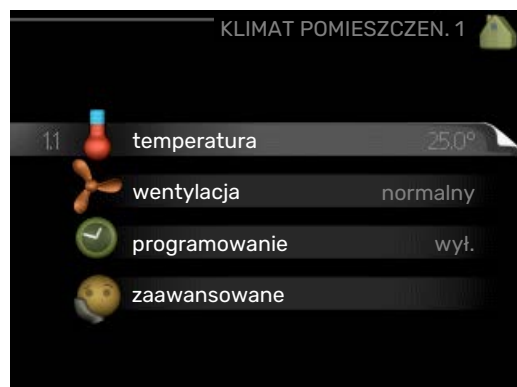 KLIMAT POMIESZCZEN. 1
1.1 temperatura 25.0°
wentylacja normalny
programowanie wył.
zaawansowane